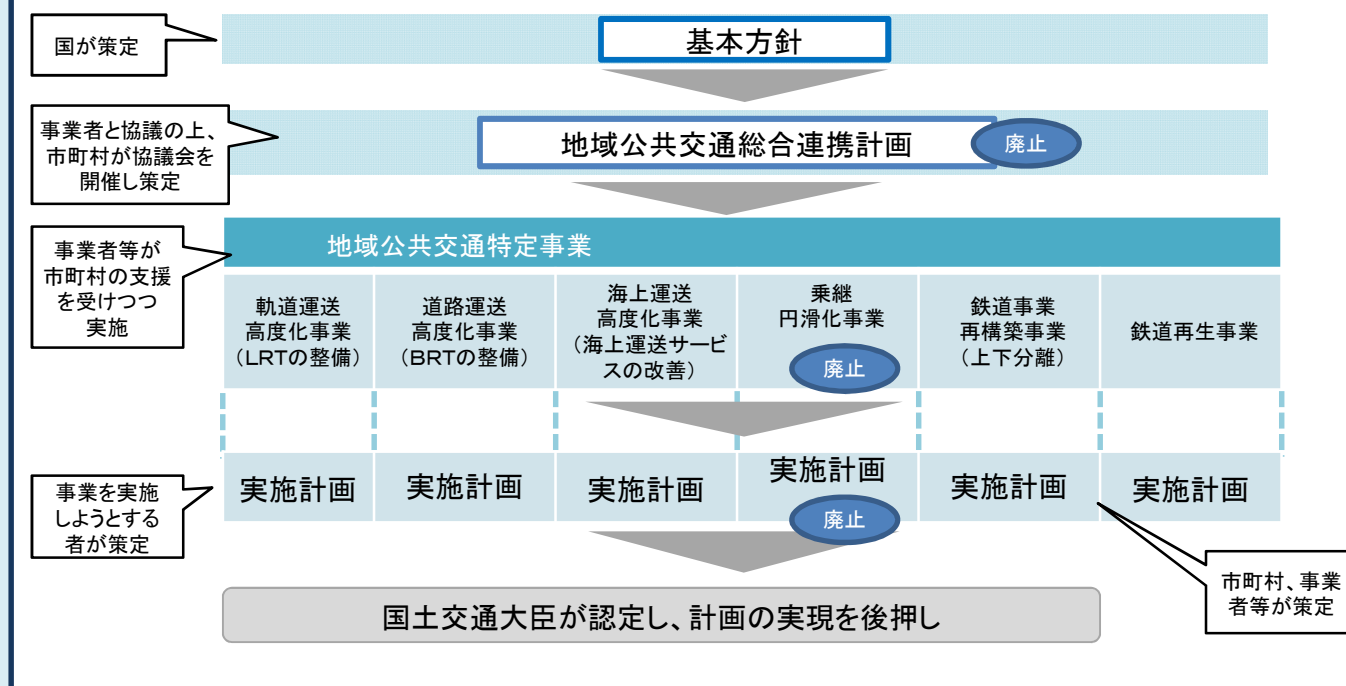 国が策定
基本方針
事業者と協議の上、
市町村が協議会を
開催し策定
地域公共交通総合連携計画
廃止
事業者等が
市町村の支援
を受けつつ
実施
地域公共交通特定事業
軌道運送
高度化事業
（LRTの整備）
道路運送
高度化事業
（BRTの整備）
海上運送
高度化事業
（海上運送サービ
スの改善）
乗継
円滑化事業
廃止
鉄道事業
再構築事業
（上下分離）
鉄道再生事業
事業を実施
しようとする
者が策定
実施計画
実施計画
実施計画
実施計画
廃止
実施計画
実施計画
市町村、事業
者等が策定
国土交通大臣が認定し、計画の実現を後押し